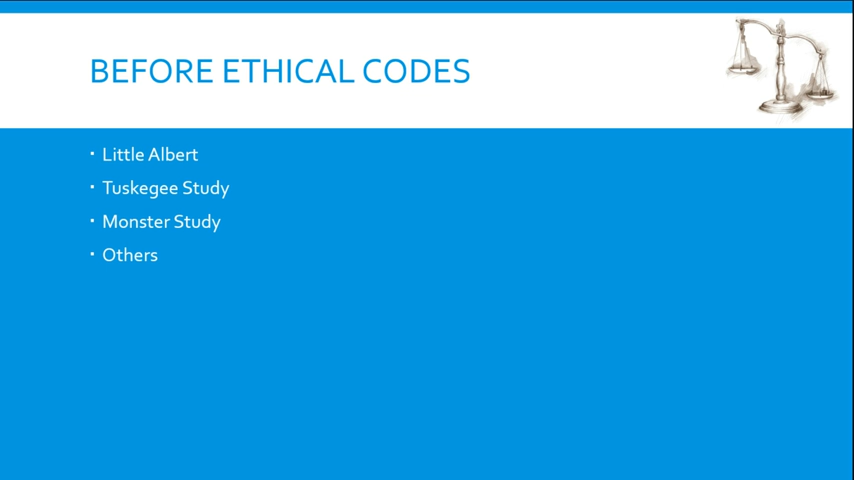 BEFORE ETHICAL CODES
▪ Little Albert
▪ Tuskegee Study
▪ Monster Study
▪ Others